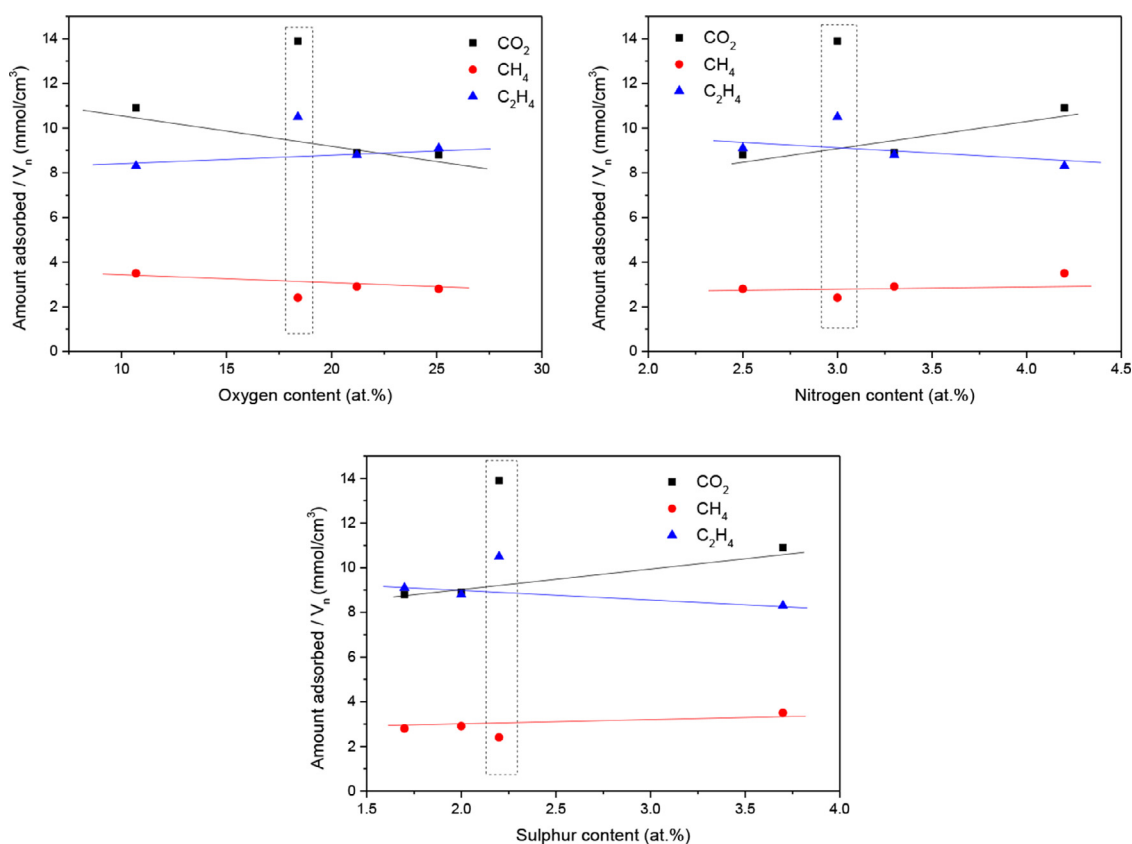 Amount adsorbed / Vₙ (mmol/cm³)
14
12
10
8
6
4
2
0
CO₂
CH₄
C₂H₄
10 15 20 25 30
Oxygen content (at.%)
Amount adsorbed / Vₙ (mmol/cm³)
14
12
10
8
6
4
2
0
CO₂
CH₄
C₂H₄
2.0 2.5 3.0 3.5 4.0 4.5
Nitrogen content (at.%)
Amount adsorbed / Vₙ (mmol/cm³)
14
12
10
8
6
4
2
0
CO₂
CH₄
C₂H₄
1.5 2.0 2.5 3.0 3.5 4.0
Sulphur content (at.%)